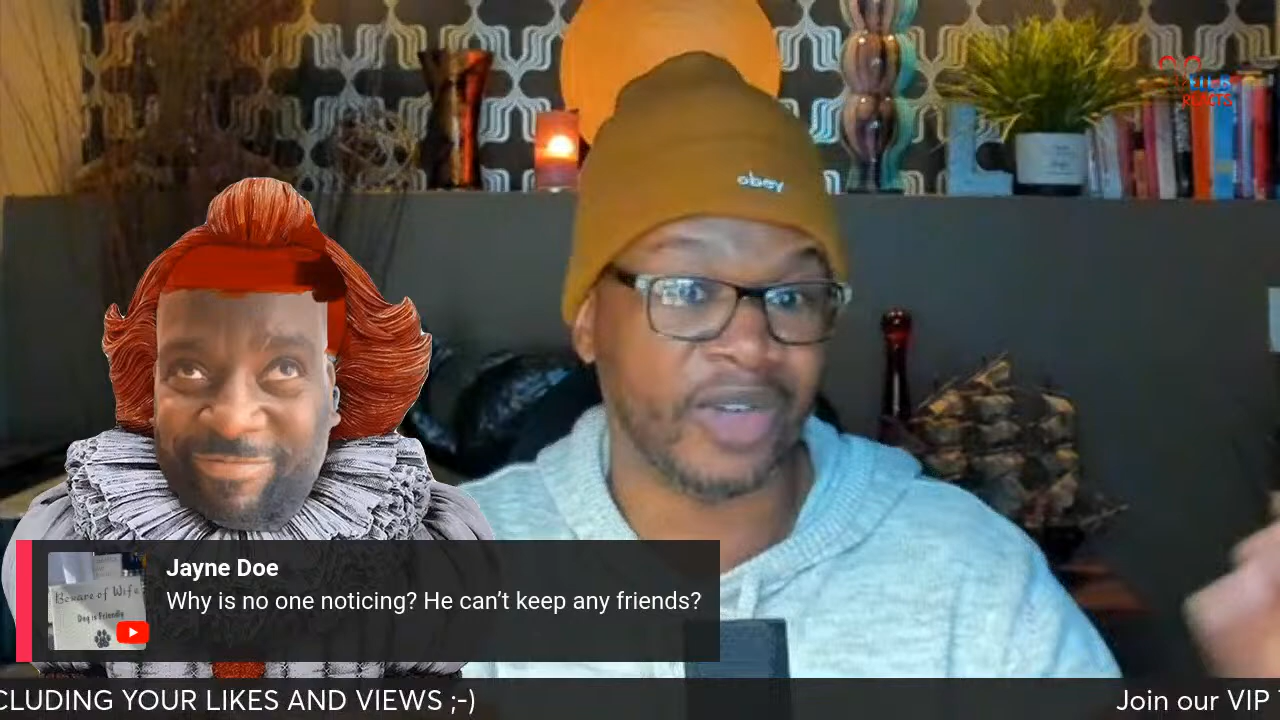 obey
REACTS
Jayne Doe
Why is no one noticing? He can't keep any friends?
Beware of Wife
Dog is Friendly
CLUDING YOUR LIKES AND VIEWS ;-)
Join our VIP